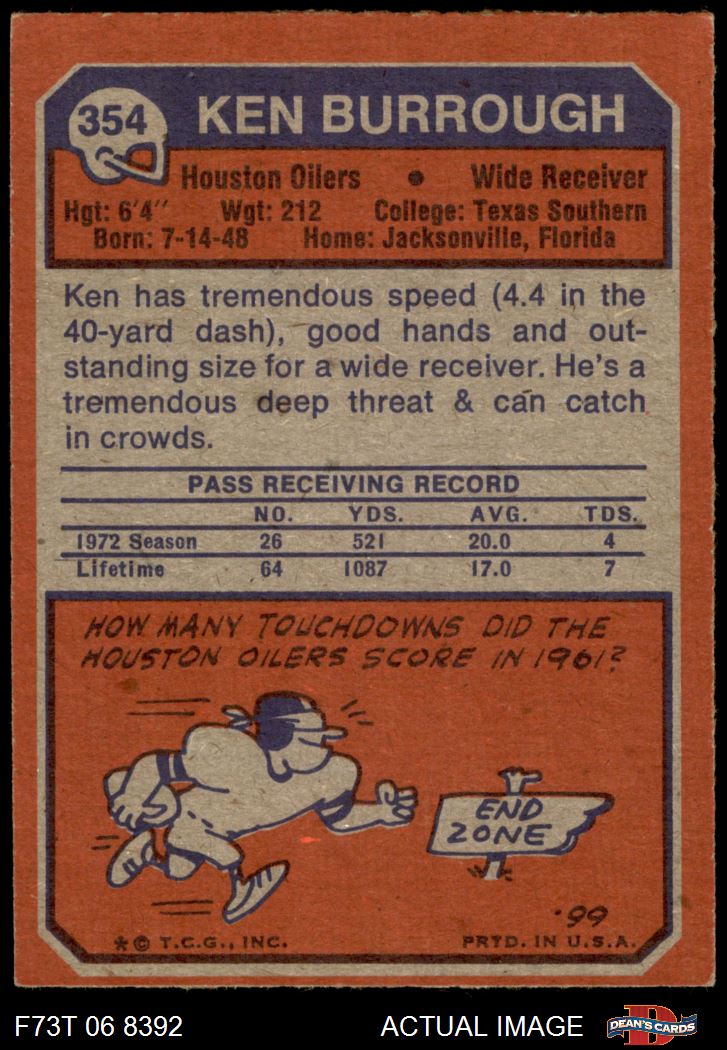 354
KEN BURROUGH
Houston Oilers • Wide Receiver
Hgt: 6'4" Wgt: 212 College: Texas Southern
Born: 7-14-48 Home: Jacksonville, Florida
Ken has tremendous speed (4.4 in the
40-yard dash), good hands and out-
standing size for a wide receiver. He's a
tremendous deep threat & can catch
in crowds.
PASS RECEIVING RECORD
NO. YDS. AVG. TDS.
1972 Season 26 521 20.0 4
Lifetime 64 1087 17.0 7
HOW MANY TOUCHDOWNS DID THE
HOUSTON OILERS SCORE IN 1961?
END
ZONE
·99
* © T.C.G., INC. PRTD. IN U.S.A.
F73T 06 8392 ACTUAL IMAGE
D
DEAN'S CARDS